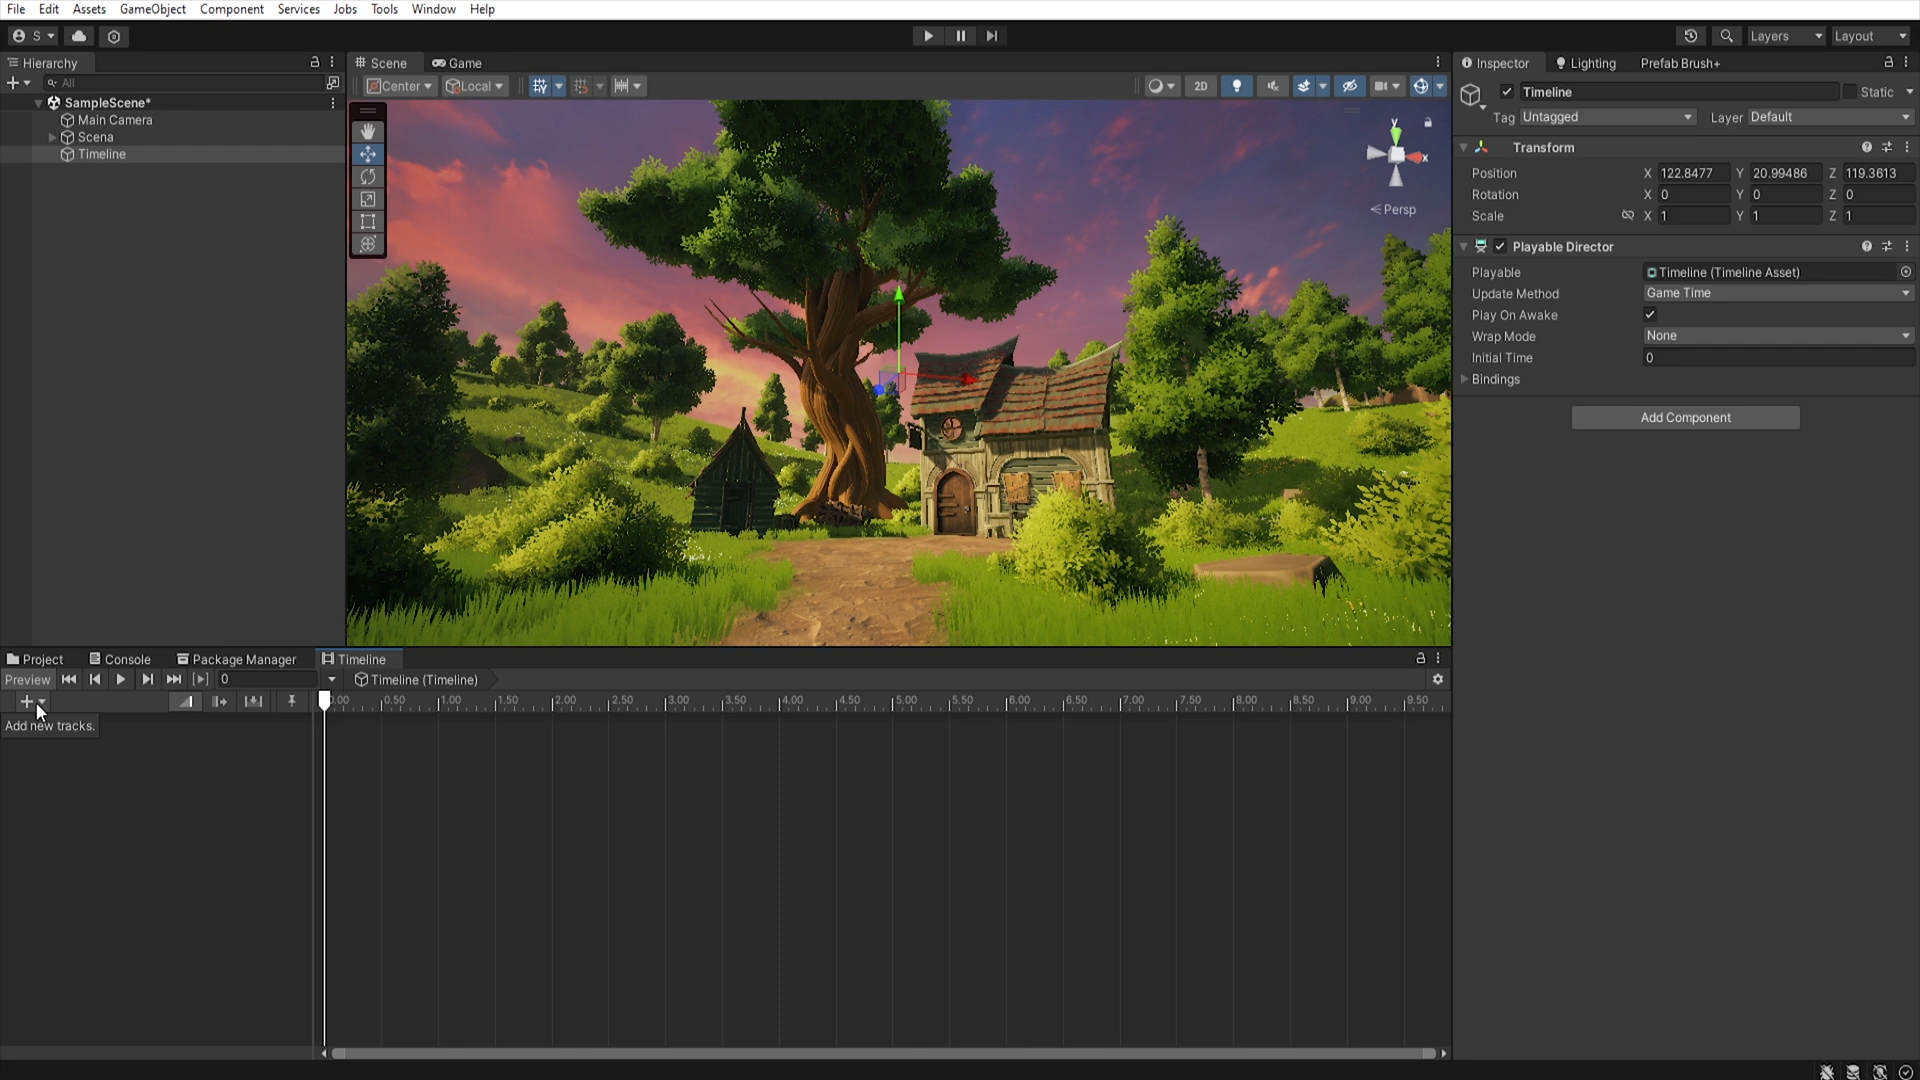 File Edit Assets GameObject Component Services Jobs Tools Window Help
S Layers Layout
Hierarchy
All
SampleScene*
Main Camera
Scena
Timeline
Scene Game
Center Local 2D
y
x
Persp
Inspector Lighting Prefab Brush+
Timeline Static
Tag Untagged Layer Default
Transform
Position X 122.8477 Y 20.99486 Z 119.3613
Rotation X 0 Y 0 Z 0
Scale X 1 Y 1 Z 1
Playable Director
Playable Timeline (Timeline Asset)
Update Method Game Time
Play On Awake
Wrap Mode None
Initial Time 0
Bindings
Add Component
Project Console Package Manager Timeline
Preview 0 Timeline (Timeline)
0.00 0.50 1.00 1.50 2.00 2.50 3.00 3.50 4.00 4.50 5.00 5.50 6.00 6.50 7.00 7.50 8.00 8.50 9.00 9.50
Add new tracks.